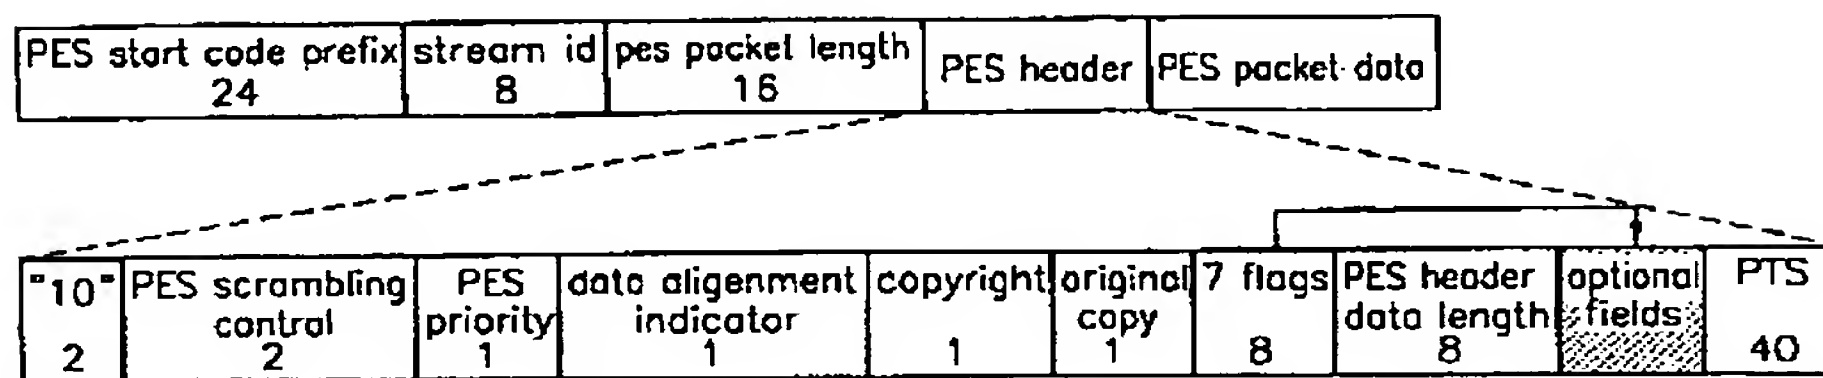 PES start code prefix stream id pes packet length PES header PES packet data
24 8 16
"10" PES scrambling PES data aligenment copyright original 7 flags PES header optional PTS
control priority indicator copy data length fields
2 2 1 1 1 1 8 8 40